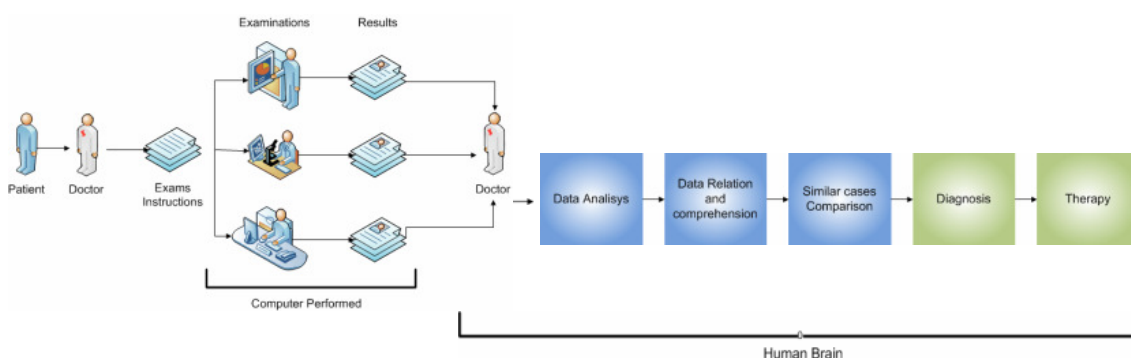 Examinations
Results
Patient
Doctor
Exams
Instructions
Doctor
Data Analisys
Data Relation
and
comprehension
Similar cases
Comparison
Diagnosis
Therapy
Computer Performed
Human Brain